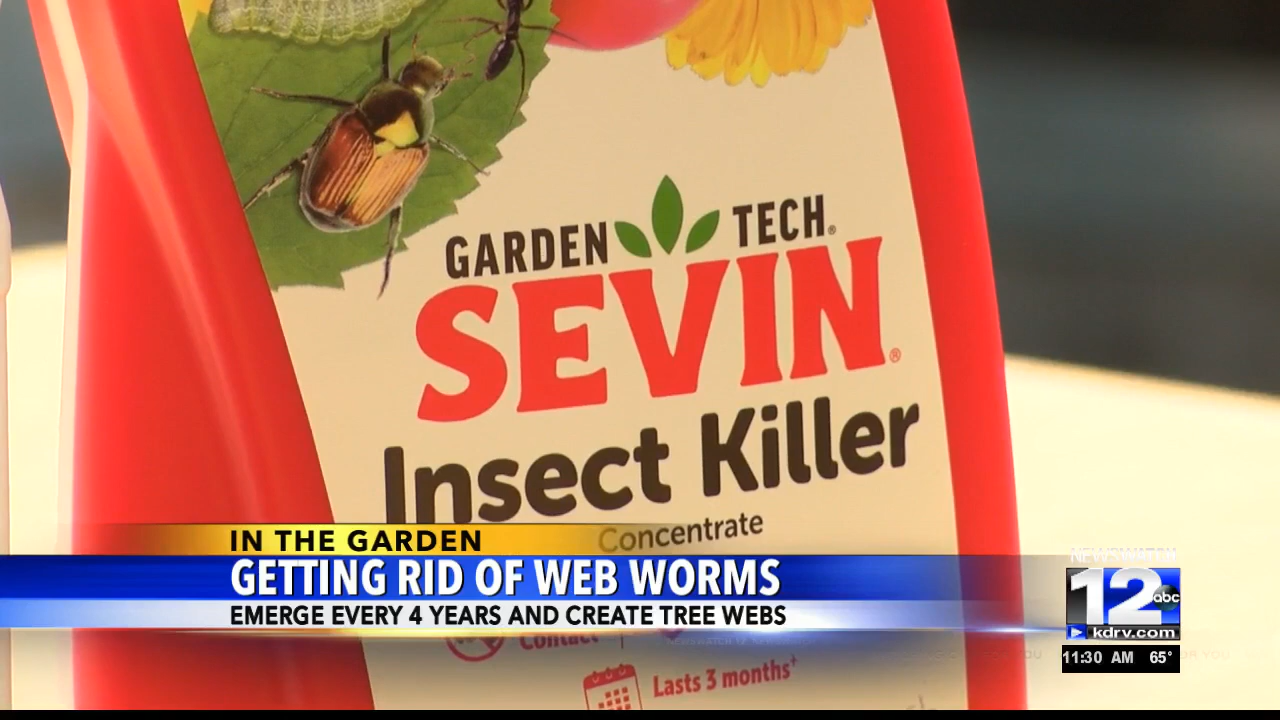 GARDEN TECH®
SEVIN®
Insect Killer
Concentrate
IN THE GARDEN
GETTING RID OF WEB WORMS
EMERGE EVERY 4 YEARS AND CREATE TREE WEBS
Contact
Lasts 3 months†
NEWSWATCH
12 abc
kdrv.com
11:30 AM 65°